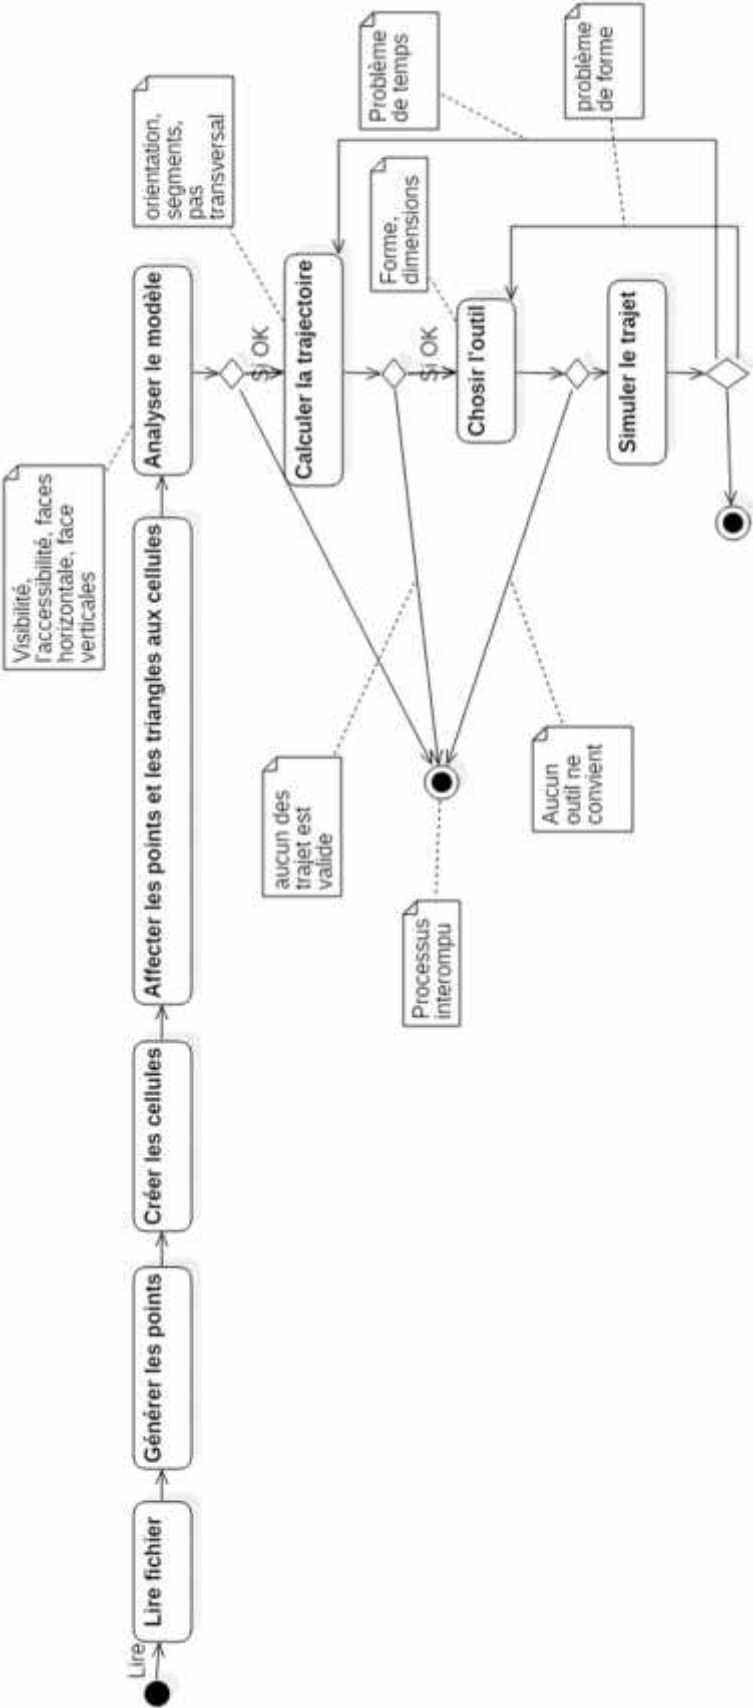 Lire
Lire fichier
Générer les points
Créer les cellules
Affecter les points et les triangles aux cellules
Visibilité,
l'accessibilité, faces
horizontale, face
verticales
Analyser le modèle
orientation,
segments,
pas
transversal
Si OK
Calculer la trajectoire
Problème
de temps
Forme,
dimensions
Si OK
Chosir l'outil
problème
de forme
Simuler le trajet
aucun des
trajet est
valide
Processus
interompu
Aucun
outil ne
convient